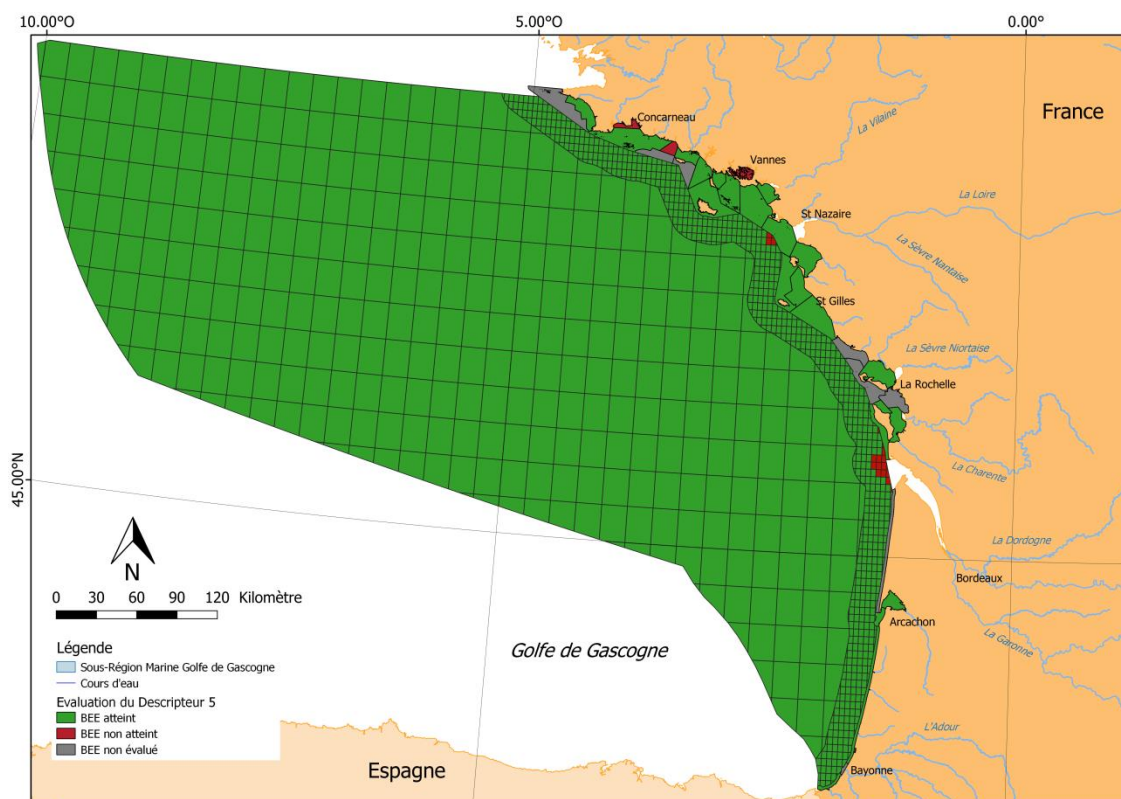 10.00°O
5.00°O
0.00°
France
Concarneau
La Vilaine
Vannes
La Loire
St Nazaire
La Sèvre Nantaise
St Gilles
La Sèvre Niortaise
La Rochelle
45.00°N
La Charente
N
La Dordogne
Bordeaux
0 30 60 90 120 Kilomètre
Arcachon
La Garonne
Légende
Golfe de Gascogne
Sous-Région Marine Golfe de Gascogne
Cours d'eau
Evaluation du Descripteur 5
BEE atteint
L'Adour
BEE non atteint
BEE non évalué
Espagne
Bayonne